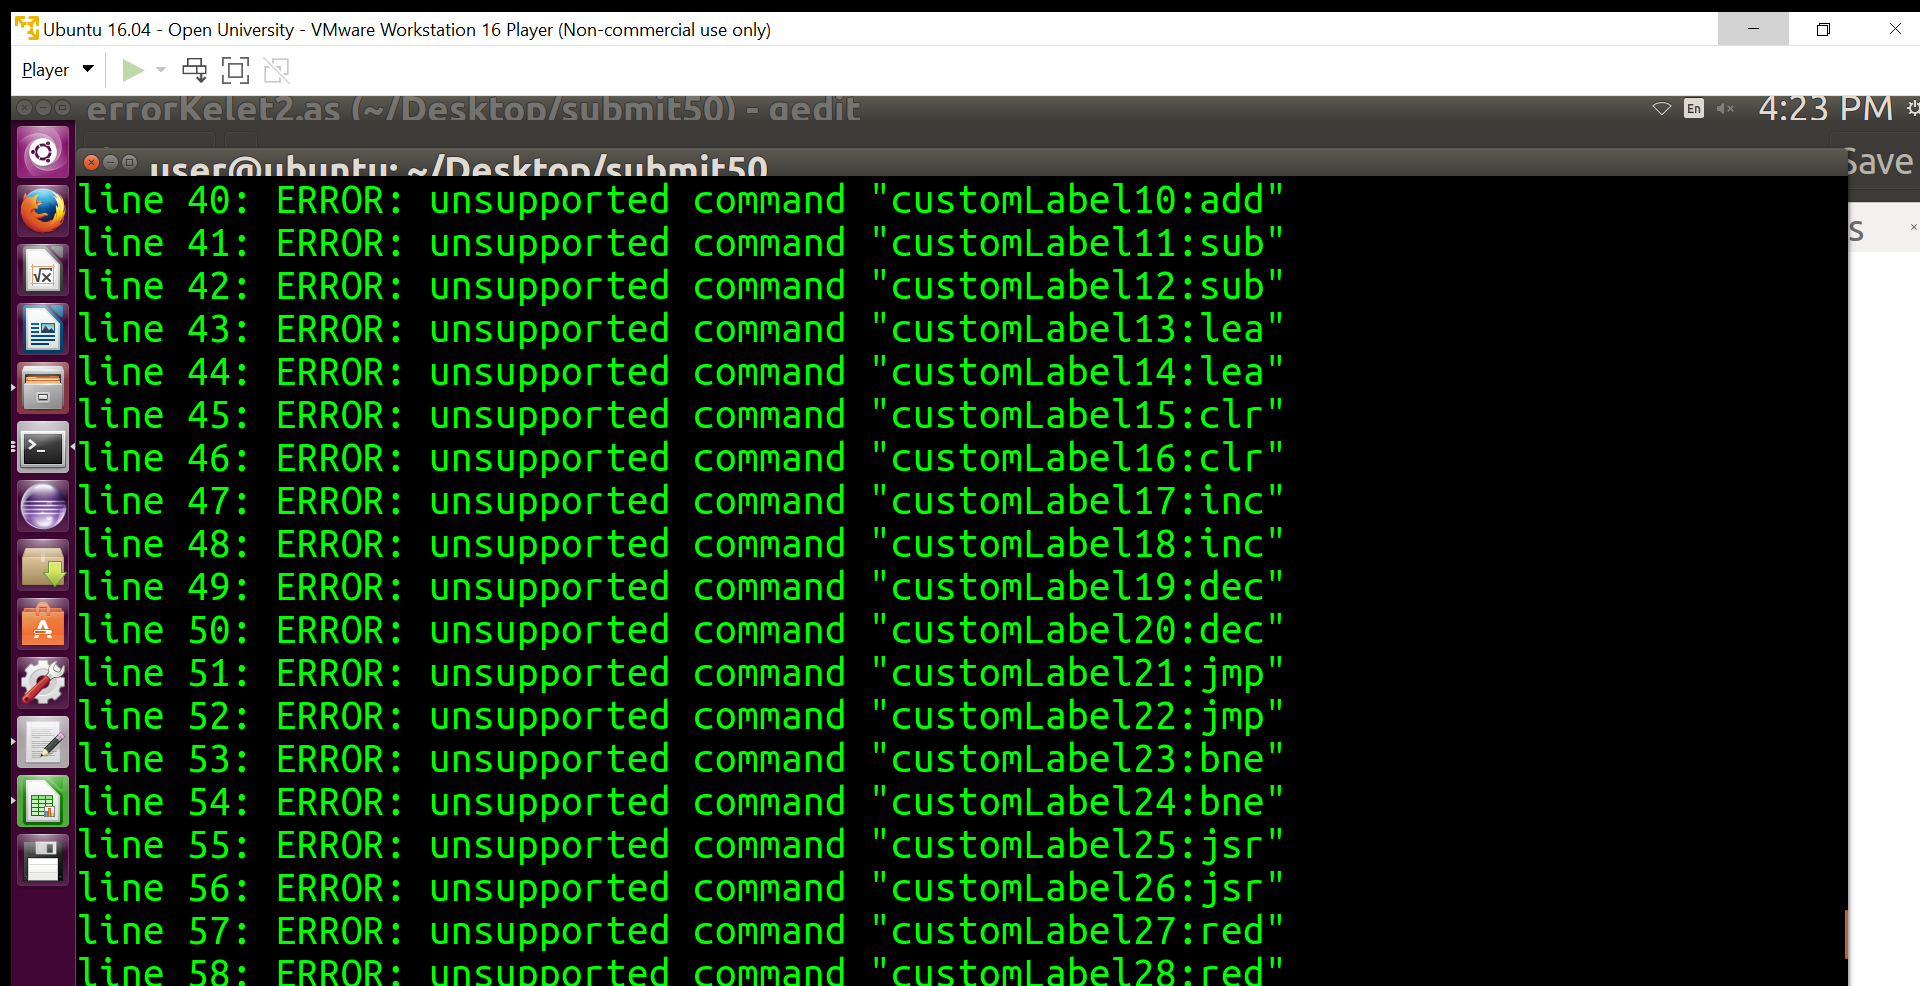 Ubuntu 16.04 - Open University - VMware Workstation 16 Player (Non-commercial use only)
Player
errorKelet2.as (~/Desktop/submit50) - gedit
En
4:23 PM
Save
user@ubuntu: ~/Desktop/submit50
s
line 40: ERROR: unsupported command "customLabel10:add"
line 41: ERROR: unsupported command "customLabel11:sub"
line 42: ERROR: unsupported command "customLabel12:sub"
line 43: ERROR: unsupported command "customLabel13:lea"
line 44: ERROR: unsupported command "customLabel14:lea"
line 45: ERROR: unsupported command "customLabel15:clr"
line 46: ERROR: unsupported command "customLabel16:clr"
line 47: ERROR: unsupported command "customLabel17:inc"
line 48: ERROR: unsupported command "customLabel18:inc"
line 49: ERROR: unsupported command "customLabel19:dec"
line 50: ERROR: unsupported command "customLabel20:dec"
line 51: ERROR: unsupported command "customLabel21:jmp"
line 52: ERROR: unsupported command "customLabel22:jmp"
line 53: ERROR: unsupported command "customLabel23:bne"
line 54: ERROR: unsupported command "customLabel24:bne"
line 55: ERROR: unsupported command "customLabel25:jsr"
line 56: ERROR: unsupported command "customLabel26:jsr"
line 57: ERROR: unsupported command "customLabel27:red"
line 58: ERROR: unsupported command "customLabel28:red"